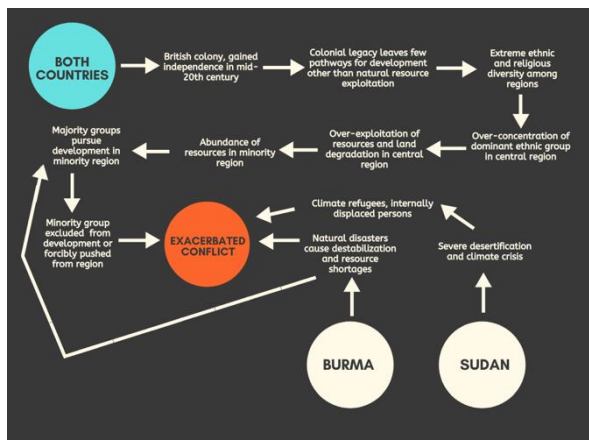 BOTH
COUNTRIES
British colony, gained
independence in mid-
20th century
Colonial legacy leaves few
pathways for development
other than natural resource
exploitation
Extreme ethnic
and religious
diversity among
regions
Over-concentration of
dominant ethnic group
in central region
Over-exploitation of
resources and land
degradation in central
region
Abundance of
resources in minority
region
Majority groups
pursue development
in minority region
Minority group
excluded from
development or
forcibly pushed
from region
EXACERBATED
CONFLICT
Climate refugees, internally
displaced persons
Natural disasters
cause destabilization
and resource
shortages
Severe desertification
and climate crisis
BURMA
SUDAN